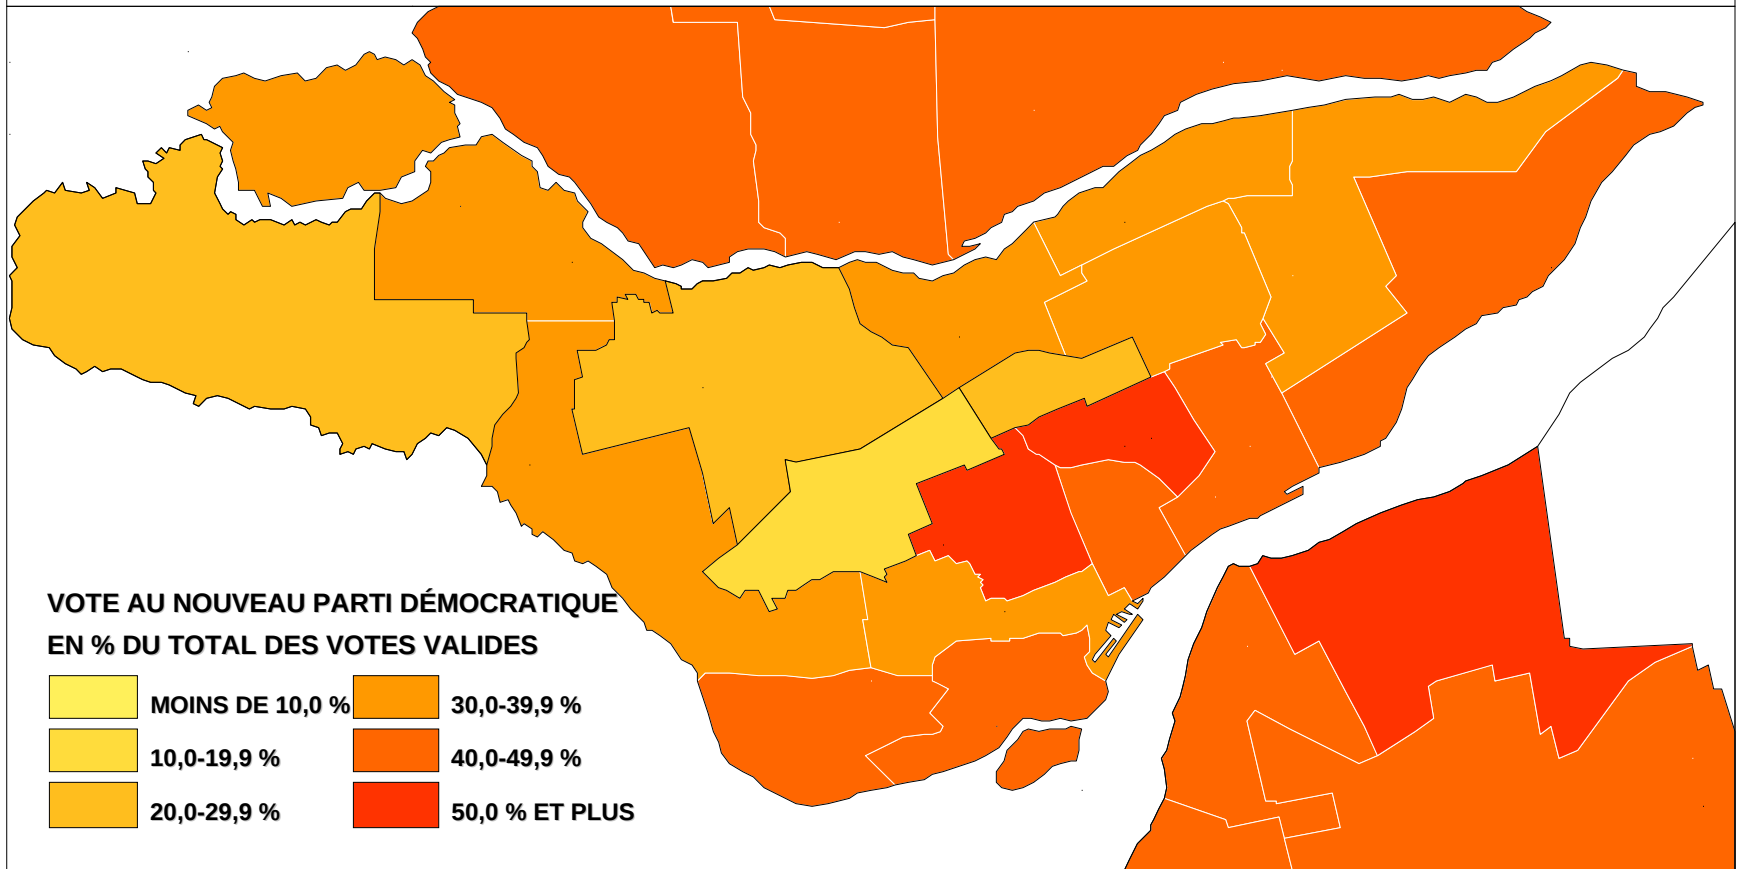 VOTE AU NOUVEAU PARTI DÉMOCRATIQUE
EN % DU TOTAL DES VOTES VALIDES
MOINS DE 10,0 %
10,0-19,9 %
20,0-29,9 %
30,0-39,9 %
40,0-49,9 %
50,0 % ET PLUS